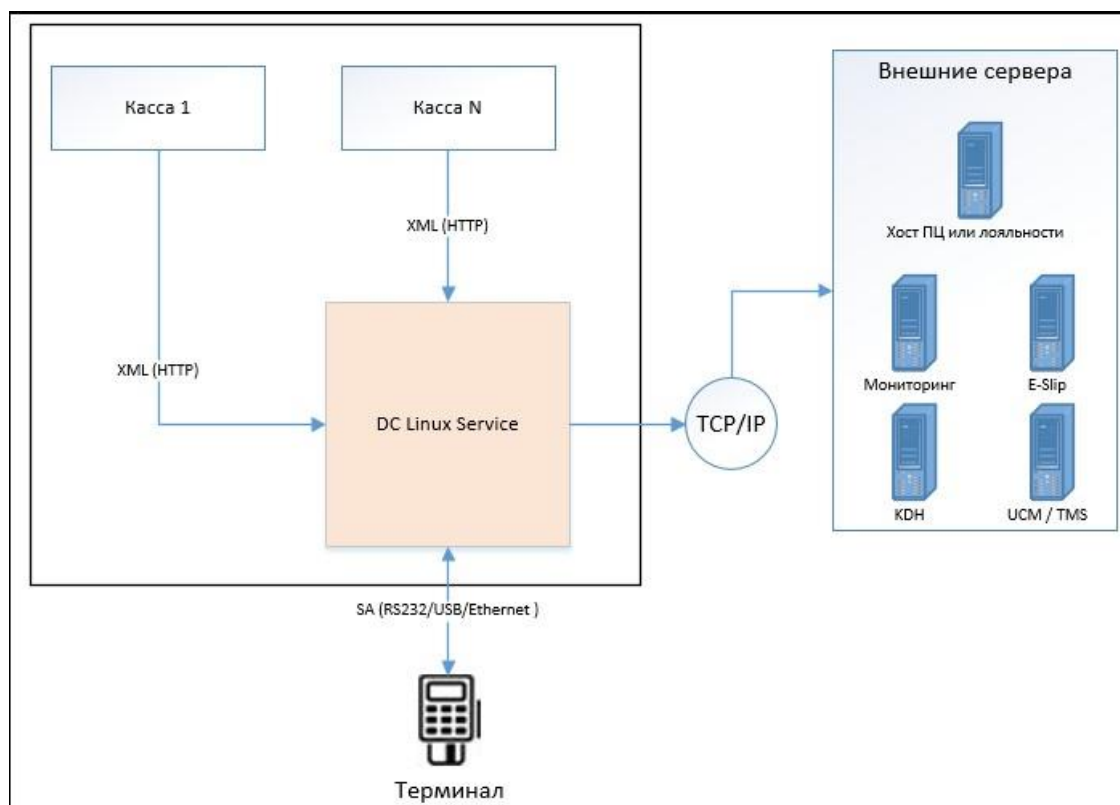 Касса 1
Касса N
Внешние сервера
Хост ПЦ или лояльности
XML (HTTP)
Мониторинг
E-Slip
XML (HTTP)
DC Linux Service
TCP/IP
KDH
UCM / TMS
SA (RS232/USB/Ethernet )
Терминал